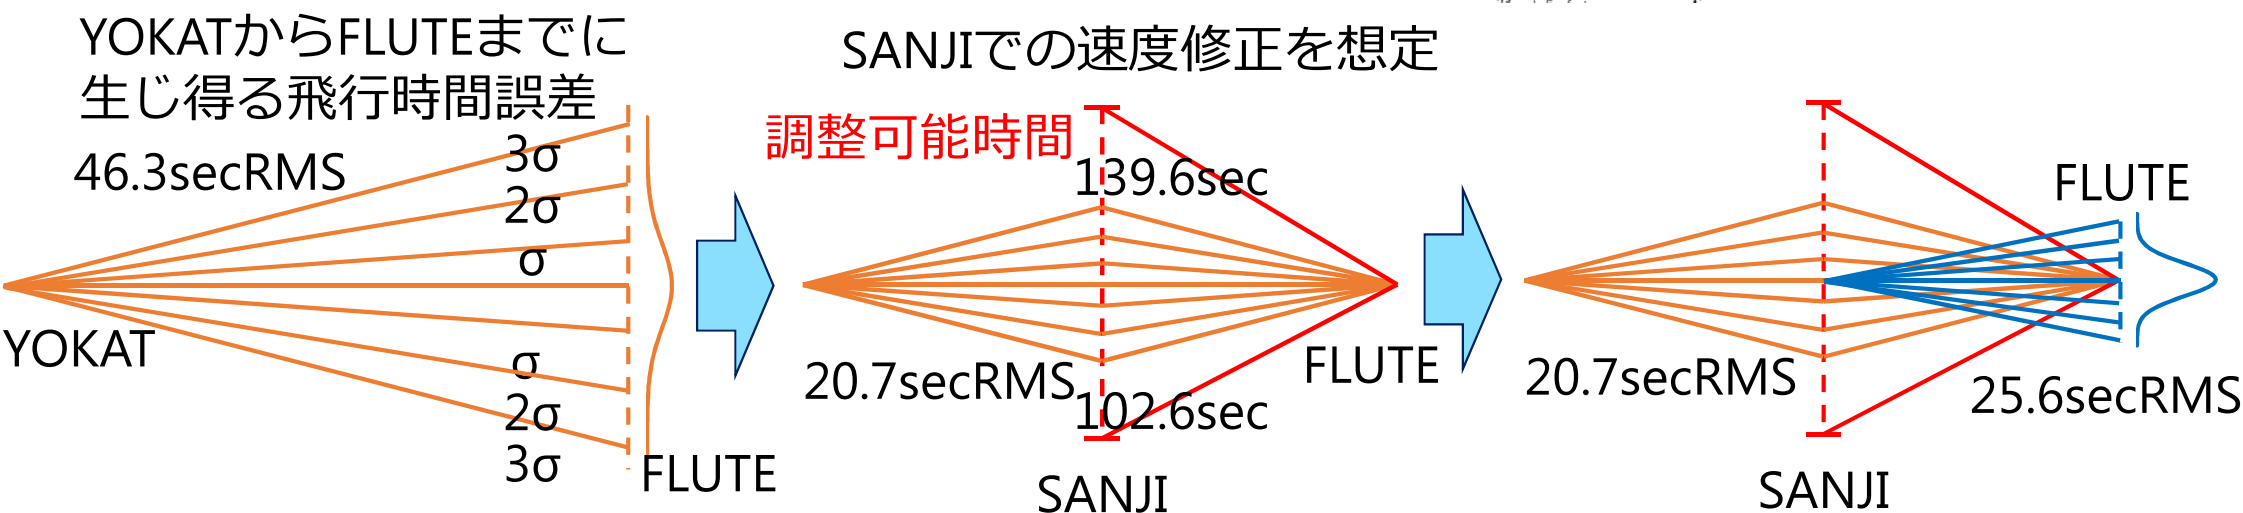 YOKATからFLUTEまでに
生じ得る飛行時間誤差
46.3secRMS
3σ
2σ
σ
YOKAT
σ
2σ
3σ
FLUTE
SANJIでの速度修正を想定
調整可能時間
139.6sec
20.7secRMS
102.6sec
FLUTE
SANJI
FLUTE
20.7secRMS
25.6secRMS
SANJI